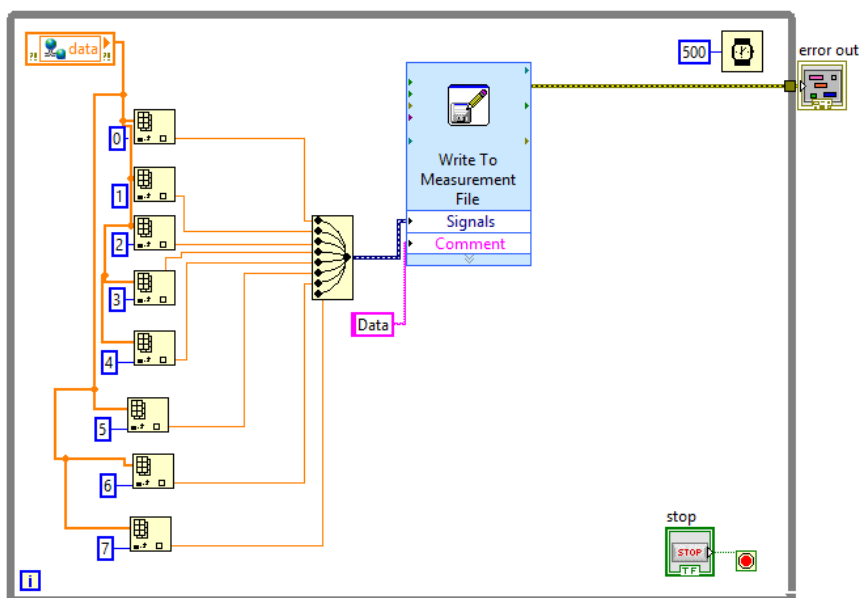 data
?!
?!
500
error out
0
1
2
3
4
5
6
7
Write To
Measurement
File
Signals
Comment
Data
stop
STOP
TF
i